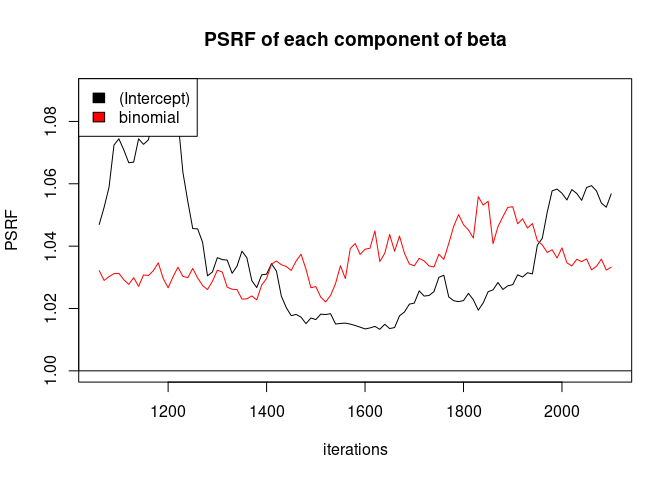 PSRF of each component of beta
(Intercept)
binomial
PSRF
1.08
1.06
1.04
1.02
1.00
1200 1400 1600 1800 2000
iterations